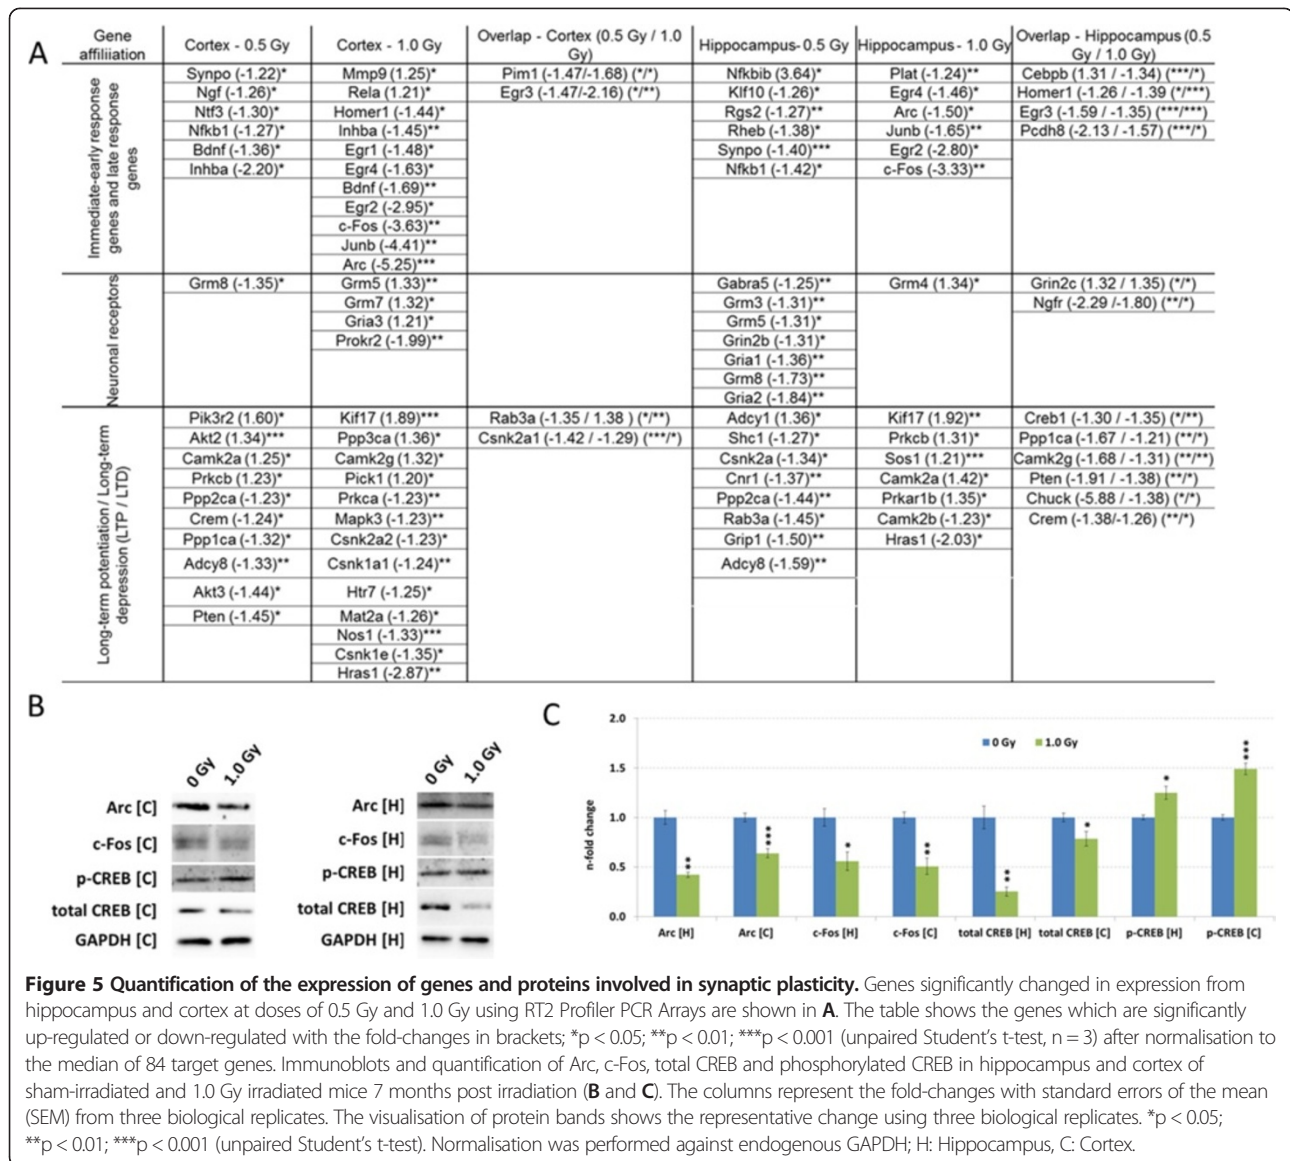 A
Gene affiliiation | Cortex - 0.5 Gy | Cortex - 1.0 Gy | Overlap - Cortex (0.5 Gy / 1.0 Gy) | Hippocampus- 0.5 Gy | Hippocampus - 1.0 Gy | Overlap - Hippocampus (0.5 Gy / 1.0 Gy)
Immediate-early response genes and late response genes
Synpo (-1.22)* | Mmp9 (1.25)* | Pim1 (-1.47/-1.68) (*/*) | Nfkbib (3.64)* | Plat (-1.24)** | Cebpb (1.31 / -1.34) (***/*)
Ngf (-1.26)* | Rela (1.21)* | Egr3 (-1.47/-2.16) (*/**) | Klf10 (-1.26)* | Egr4 (-1.46)* | Homer1 (-1.26 / -1.39 (*/***)
Ntf3 (-1.30)* | Homer1 (-1.44)* | Rgs2 (-1.27)** | Arc (-1.50)* | Egr3 (-1.59 / -1.35) (***/***)
Nfkb1 (-1.27)* | Inhba (-1.45)** | Rheb (-1.38)* | Junb (-1.65)** | Pcdh8 (-2.13 / -1.57) (***/*)
Bdnf (-1.36)* | Egr1 (-1.48)* | Synpo (-1.40)*** | Egr2 (-2.80)*
Inhba (-2.20)* | Egr4 (-1.63)* | Nfkb1 (-1.42)* | c-Fos (-3.33)**
Bdnf (-1.69)**
Egr2 (-2.95)*
c-Fos (-3.63)**
Junb (-4.41)**
Arc (-5.25)***
Neuronal receptors
Grm8 (-1.35)* | Grm5 (1.33)** | Gabra5 (-1.25)** | Grm4 (1.34)* | Grin2c (1.32 / 1.35) (*/*)
Grm7 (1.32)* | Grm3 (-1.31)** | Ngfr (-2.29 /-1.80) (**/*)
Gria3 (1.21)* | Grm5 (-1.31)*
Prokr2 (-1.99)** | Grin2b (-1.31)*
Gria1 (-1.36)**
Grm8 (-1.73)**
Gria2 (-1.84)**
Long-term potentiation / Long-term depression (LTP / LTD)
Pik3r2 (1.60)* | Kif17 (1.89)*** | Rab3a (-1.35 / 1.38 ) (*/**) | Adcy1 (1.36)* | Kif17 (1.92)** | Creb1 (-1.30 / -1.35) (*/**)
Akt2 (1.34)*** | Ppp3ca (1.36)* | Csnk2a1 (-1.42 / -1.29) (***/*) | Shc1 (-1.27)* | Prkcb (1.31)* | Ppp1ca (-1.67 / -1.21) (**/*)
Camk2a (1.25)* | Camk2g (1.32)* | Csnk2a (-1.34)* | Sos1 (1.21)*** | Camk2g (-1.68 / -1.31) (**/**)
Prkcb (1.23)* | Pick1 (1.20)* | Cnr1 (-1.37)** | Camk2a (1.42)* | Pten (-1.91 / -1.38) (**/*)
Ppp2ca (-1.23)* | Prkca (-1.23)** | Ppp2ca (-1.44)** | Prkar1b (1.35)* | Chuck (-5.88 / -1.38) (*/*)
Crem (-1.24)* | Mapk3 (-1.23)** | Rab3a (-1.45)* | Camk2b (-1.23)* | Crem (-1.38/-1.26) (**/*)
Ppp1ca (-1.32)* | Csnk2a2 (-1.23)* | Grip1 (-1.50)** | Hras1 (-2.03)*
Adcy8 (-1.33)** | Csnk1a1 (-1.24)** | Adcy8 (-1.59)**
Akt3 (-1.44)* | Htr7 (-1.25)*
Pten (-1.45)* | Mat2a (-1.26)*
Nos1 (-1.33)***
Csnk1e (-1.35)*
Hras1 (-2.87)**
B
0 Gy 1.0 Gy
Arc [C]
c-Fos [C]
p-CREB [C]
total CREB [C]
GAPDH [C]
0 Gy 1.0 Gy
Arc [H]
c-Fos [H]
p-CREB [H]
total CREB [H]
GAPDH [H]
C
n-fold change
2.0
1.5
1.0
0.5
0.0
0 Gy 1.0 Gy
** *** * ** ** * * ***
Arc [H] Arc [C] c-Fos [H] c-Fos [C] total CREB [H] total CREB [C] p-CREB [H] p-CREB [C]
Figure 5 Quantification of the expression of genes and proteins involved in synaptic plasticity. Genes significantly changed in expression from
hippocampus and cortex at doses of 0.5 Gy and 1.0 Gy using RT2 Profiler PCR Arrays are shown in A. The table shows the genes which are significantly
up-regulated or down-regulated with the fold-changes in brackets; *p < 0.05; **p < 0.01; ***p < 0.001 (unpaired Student's t-test, n = 3) after normalisation to
the median of 84 target genes. Immunoblots and quantification of Arc, c-Fos, total CREB and phosphorylated CREB in hippocampus and cortex of
sham-irradiated and 1.0 Gy irradiated mice 7 months post irradiation (B and C). The columns represent the fold-changes with standard errors of the mean
(SEM) from three biological replicates. The visualisation of protein bands shows the representative change using three biological replicates. *p < 0.05;
**p < 0.01; ***p < 0.001 (unpaired Student's t-test). Normalisation was performed against endogenous GAPDH; H: Hippocampus, C: Cortex.